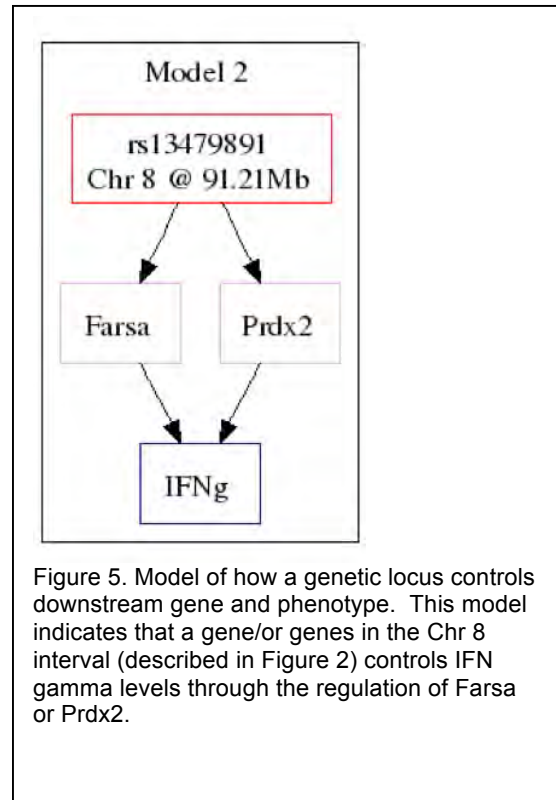 Model 2
rs13479891
Chr 8 @ 91.21Mb
Farsa
Prdx2
IFNg
Figure 5. Model of how a genetic locus controls
downstream gene and phenotype.  This model
indicates that a gene/or genes in the Chr 8
interval (described in Figure 2) controls IFN
gamma levels through the regulation of Farsa
or Prdx2.